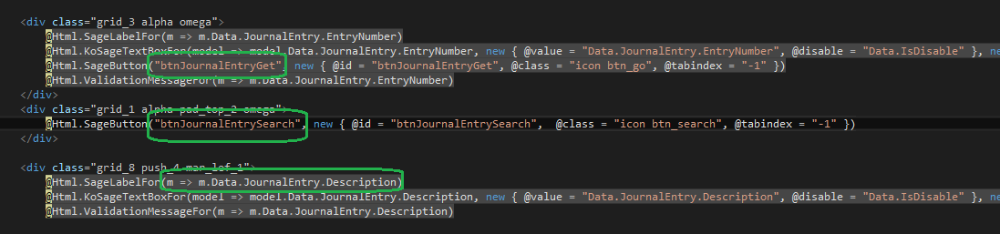 <div class="grid_3 alpha omega">
@Html.SageLabelFor(m => m.Data.JournalEntry.EntryNumber)
@Html.KoSageTextBoxFor(model => model.Data.JournalEntry.EntryNumber, new { @value = "Data.JournalEntry.EntryNumber", @disable = "Data.IsDisable" }, ne
@Html.SageButton("btnJournalEntryGet", new { @id = "btnJournalEntryGet", @class = "icon btn_go", @tabindex = "-1" })
@Html.ValidationMessageFor(m => m.Data.JournalEntry.EntryNumber)
</div>
<div class="grid_1 alpha pad_top_2 omega">
@Html.SageButton("btnJournalEntrySearch", new { @id = "btnJournalEntrySearch",  @class = "icon btn_search", @tabindex = "-1" })
</div>
<div class="grid_8 push_4 mar_lef_1">
@Html.SageLabelFor(m => m.Data.JournalEntry.Description)
@Html.KoSageTextBoxFor(model => model.Data.JournalEntry.Description, new { @value = "Data.JournalEntry.Description", @disable = "Data.IsDisable" }, ne
@Html.ValidationMessageFor(m => m.Data.JournalEntry.Description)